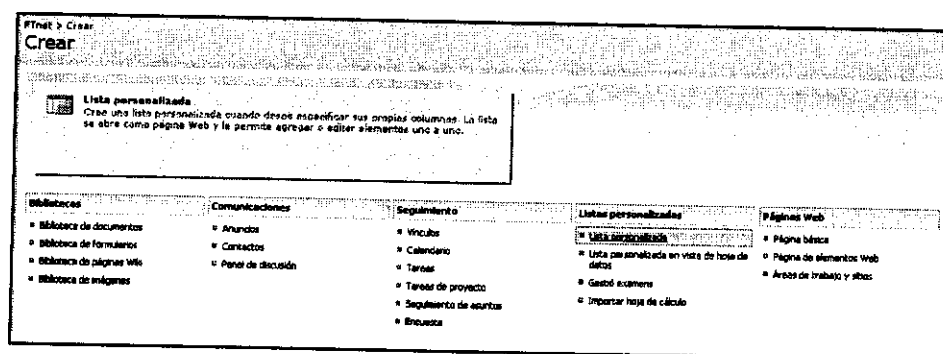 PTnet > Crear
Crear
Lista personalizada
Cree una lista personalizada cuando desee especificar sus propias columnas. La lista
se abre como página Web y le permite agregar o editar elementos uno a uno.
Bibliotecas
Biblioteca de documentos
Biblioteca de formularios
Biblioteca de páginas Wiki
Biblioteca de imágenes
Comunicaciones
Anuncios
Contactos
Panel de discusión
Seguimiento
Vínculos
Calendario
Tareas
Tareas de proyecto
Seguimiento de asuntos
Encuesta
Listas personalizadas
Lista personalizada
Lista personalizada en vista de hoja de
datos
Gestió examens
Importar hoja de cálculo
Páginas Web
Página básica
Página de elementos Web
Áreas de trabajo y sitios